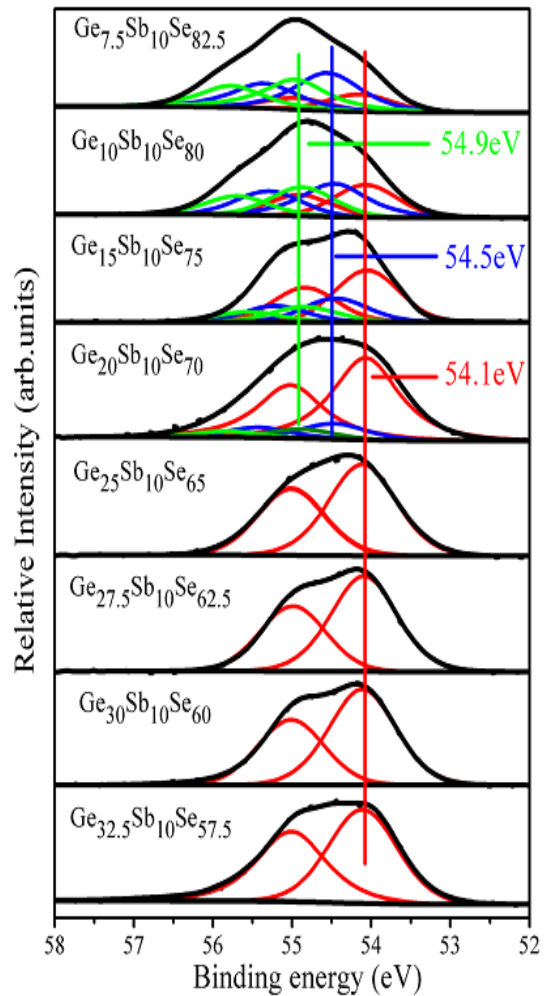 Ge7.5Sb10Se82.5
Ge10Sb10Se80
54.9eV
Ge15Sb10Se75
54.5eV
Ge20Sb10Se70
54.1eV
Ge25Sb10Se65
Ge27.5Sb10Se62.5
Ge30Sb10Se60
Ge32.5Sb10Se57.5
Relative Intensity (arb.units)
58 57 56 55 54 53 52
Binding energy (eV)